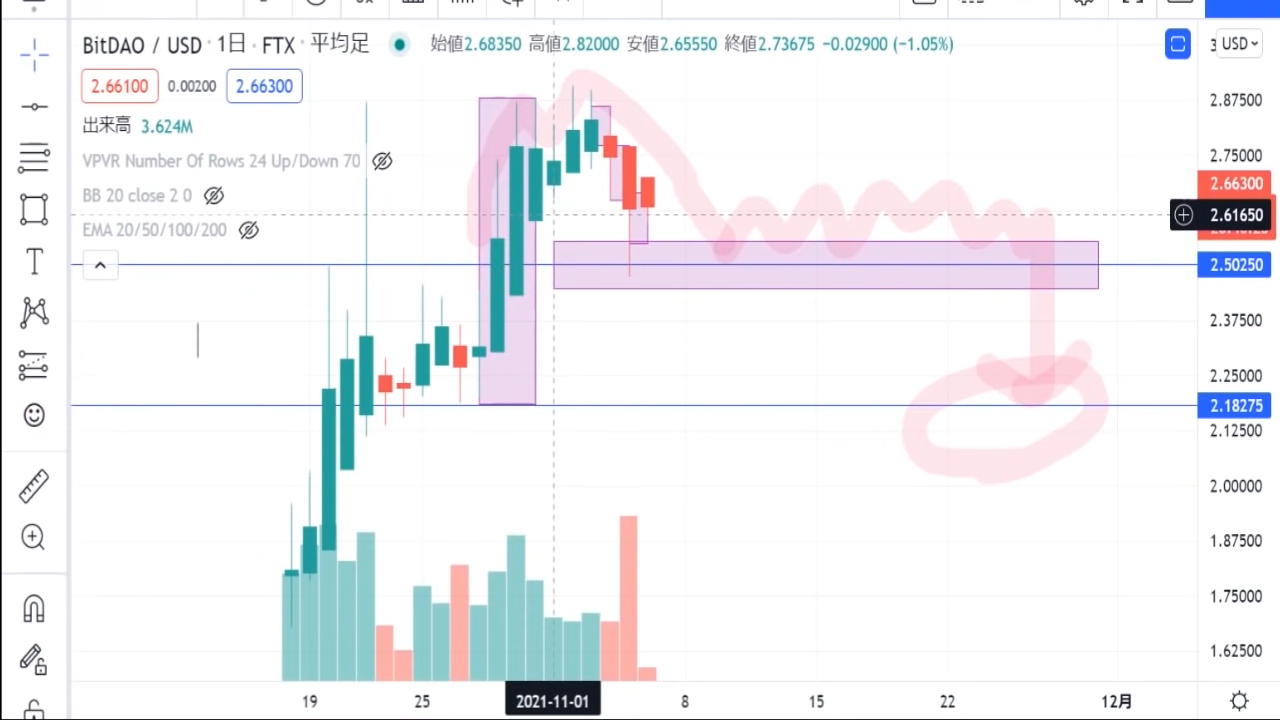 BitDAO / USD · 1日 · FTX · 平均足 始値2.68350 高値2.82000 安値2.65550 終値2.73675 −0.02900 (−1.05%)
2.66100 0.00200 2.66300
出来高 3.624M
VPVR Number Of Rows 24 Up/Down 70
BB 20 close 2 0
EMA 20/50/100/200
3 USD
2.87500
2.75000
2.66300
2.61650
2.50250
2.37500
2.25000
2.18275
2.12500
2.00000
1.87500
1.75000
1.62500
19 25 2021-11-01 8 15 22 12月